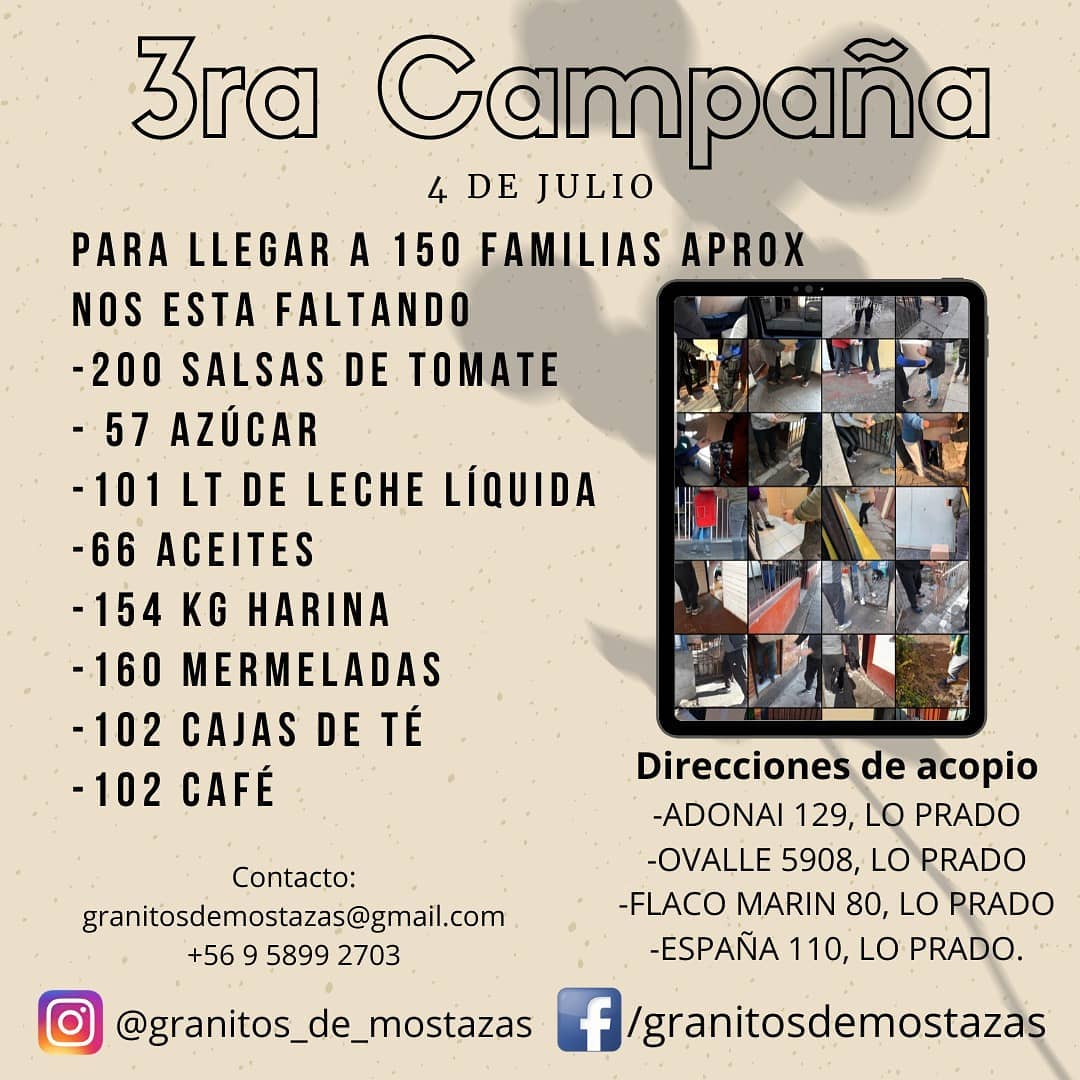 3ra Campaña
4 DE JULIO
PARA LLEGAR A 150 FAMILIAS APROX
NOS ESTA FALTANDO
-200 SALSAS DE TOMATE
- 57 AZÚCAR
-101 LT DE LECHE LÍQUIDA
-66 ACEITES
-154 KG HARINA
-160 MERMELADAS
-102 CAJAS DE TÉ
-102 CAFÉ
Direcciones de acopio
-ADONAI 129, LO PRADO
-OVALLE 5908, LO PRADO
-FLACO MARIN 80, LO PRADO
-ESPAÑA 110, LO PRADO.
Contacto:
granitosdemostazas@gmail.com
+56 9 5899 2703
@granitos_de_mostazas
/granitosdemostazas